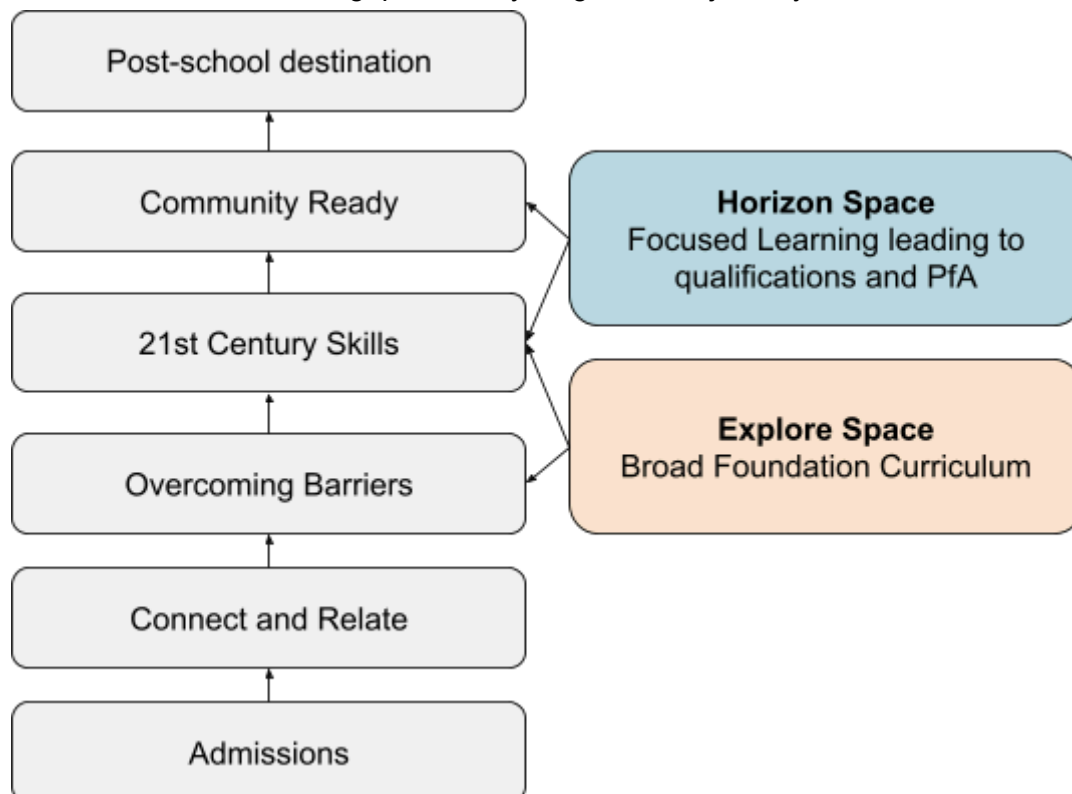 Post-school destination
Community Ready
Horizon Space
Focused Learning leading to
qualifications and PfA
21st Century Skills
Explore Space
Broad Foundation Curriculum
Overcoming Barriers
Connect and Relate
Admissions